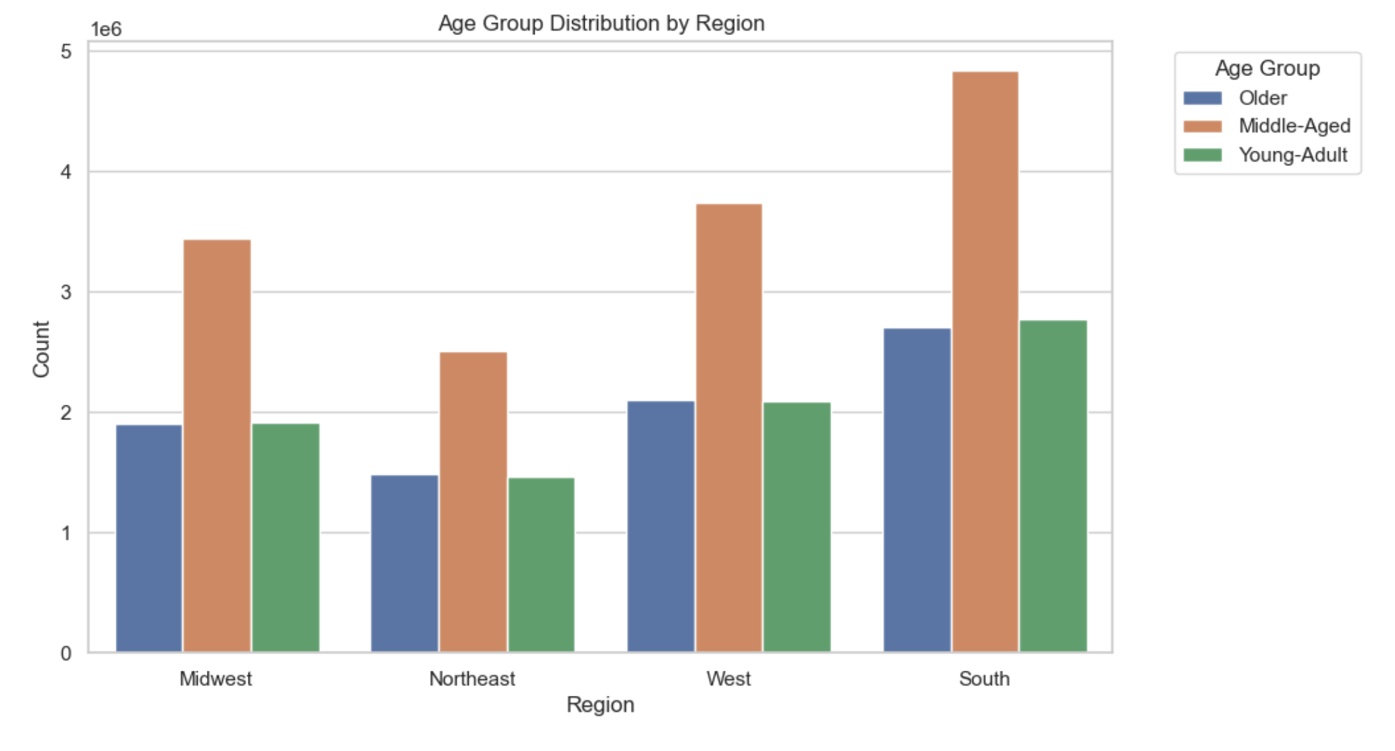 Age Group Distribution by Region
1e6
5
4
3
2
1
0
Count
Midwest Northeast West South
Region
Age Group
Older
Middle-Aged
Young-Adult